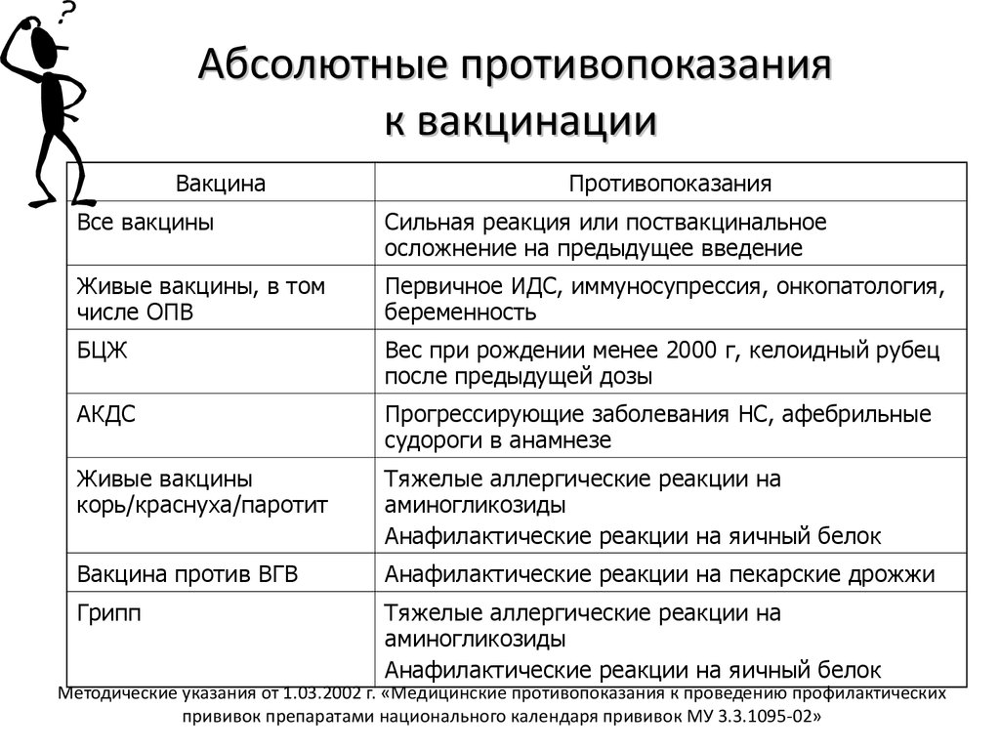 ?
Абсолютные противопоказания
к вакцинации
Вакцина
Противопоказания
Все вакцины
Сильная реакция или поствакцинальное
осложнение на предыдущее введение
Живые вакцины, в том
числе ОПВ
Первичное ИДС, иммуносупрессия, онкопатология,
беременность
БЦЖ
Вес при рождении менее 2000 г, келоидный рубец
после предыдущей дозы
АКДС
Прогрессирующие заболевания НС, афебрильные
судороги в анамнезе
Живые вакцины
корь/краснуха/паротит
Тяжелые аллергические реакции на
аминогликозиды
Анафилактические реакции на яичный белок
Вакцина против ВГВ
Анафилактические реакции на пекарские дрожжи
Грипп
Тяжелые аллергические реакции на
аминогликозиды
Анафилактические реакции на яичный белок
Методические указания от 1.03.2002 г. «Медицинские противопоказания к проведению профилактических
прививок препаратами национального календаря прививок МУ 3.3.1095-02»